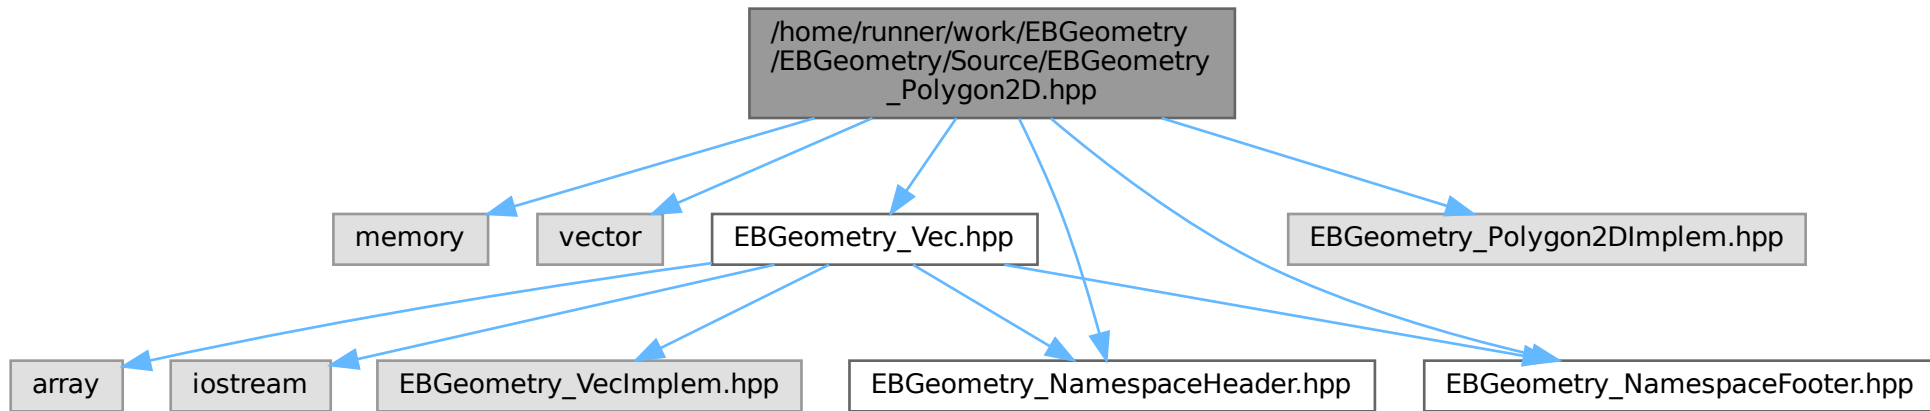 /home/runner/work/EBGeometry
/EBGeometry/Source/EBGeometry
_Polygon2D.hpp
memory
vector
EBGeometry_Vec.hpp
EBGeometry_Polygon2DImplem.hpp
array
iostream
EBGeometry_VecImplem.hpp
EBGeometry_NamespaceHeader.hpp
EBGeometry_NamespaceFooter.hpp